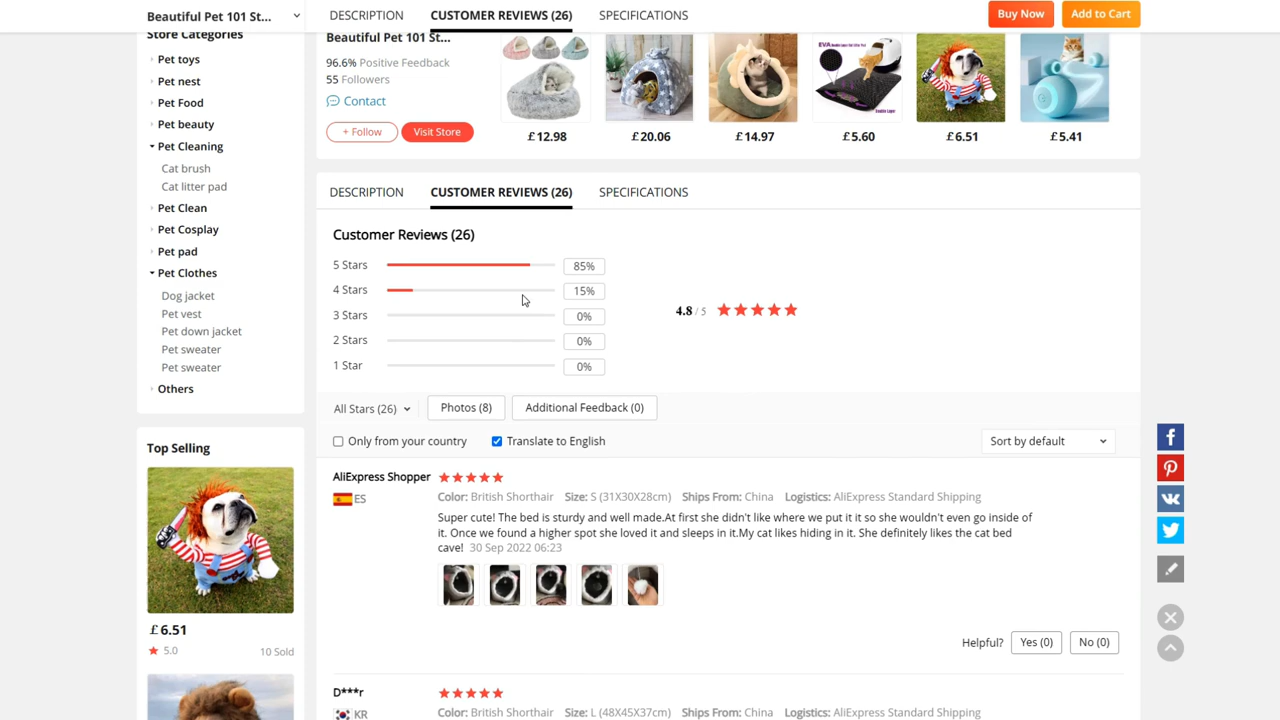 Beautiful Pet 101 St...
DESCRIPTION CUSTOMER REVIEWS (26) SPECIFICATIONS
Buy Now Add to Cart
Store Categories
Pet toys
Pet nest
Pet Food
Pet beauty
Pet Cleaning
Cat brush
Cat litter pad
Pet Clean
Pet Cosplay
Pet pad
Pet Clothes
Dog jacket
Pet vest
Pet down jacket
Pet sweater
Pet sweater
Others
Top Selling
£6.51
5.0 10 Sold
Beautiful Pet 101 St...
96.6% Positive Feedback
55 Followers
Contact
+ Follow Visit Store
EVA
£12.98 £20.06 £14.97 £5.60 £6.51 £5.41
DESCRIPTION CUSTOMER REVIEWS (26) SPECIFICATIONS
Customer Reviews (26)
5 Stars 85%
4 Stars 15%
3 Stars 0%
2 Stars 0%
1 Star 0%
4.8 / 5
All Stars (26) Photos (8) Additional Feedback (0)
Only from your country Translate to English Sort by default
AliExpress Shopper
ES
Color: British Shorthair Size: S (31X30X28cm) Ships From: China Logistics: AliExpress Standard Shipping
Super cute! The bed is sturdy and well made.At first she didn't like where we put it it so she wouldn't even go inside of
it. Once we found a higher spot she loved it and sleeps in it.My cat likes hiding in it. She definitely likes the cat bed
cave! 30 Sep 2022 06:23
Helpful? Yes (0) No (0)
D***r
KR
Color: British Shorthair Size: L (48X45X37cm) Ships From: China Logistics: AliExpress Standard Shipping